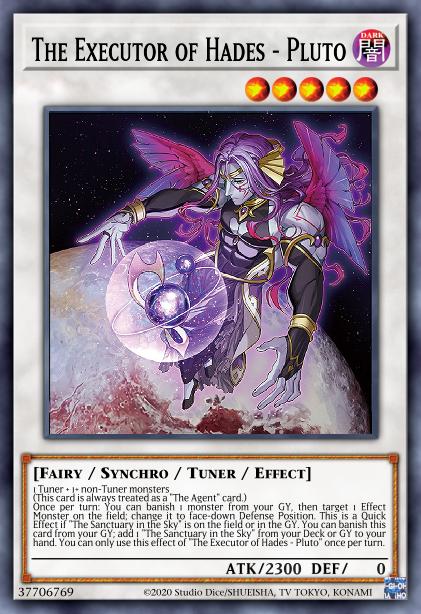 The Executor of Hades - Pluto
DARK
闇
[Fairy / Synchro / Tuner / Effect]
1 Tuner + 1+ non-Tuner monsters
(This card is always treated as a "The Agent" card.)
Once per turn: You can banish 1 monster from your GY, then target 1 Effect
Monster on the field; change it to face-down Defense Position. This is a Quick
Effect if "The Sanctuary in the Sky" is on the field or in the GY. You can banish
this card from your GY; add 1 "The Sanctuary in the Sky" from your Deck or GY to your
hand. You can only use this effect of "The Executor of Hades - Pluto" once per turn.
ATK/2300 DEF/ 0
37706769 ©2020 Studio Dice/SHUEISHA, TV TOKYO, KONAMI